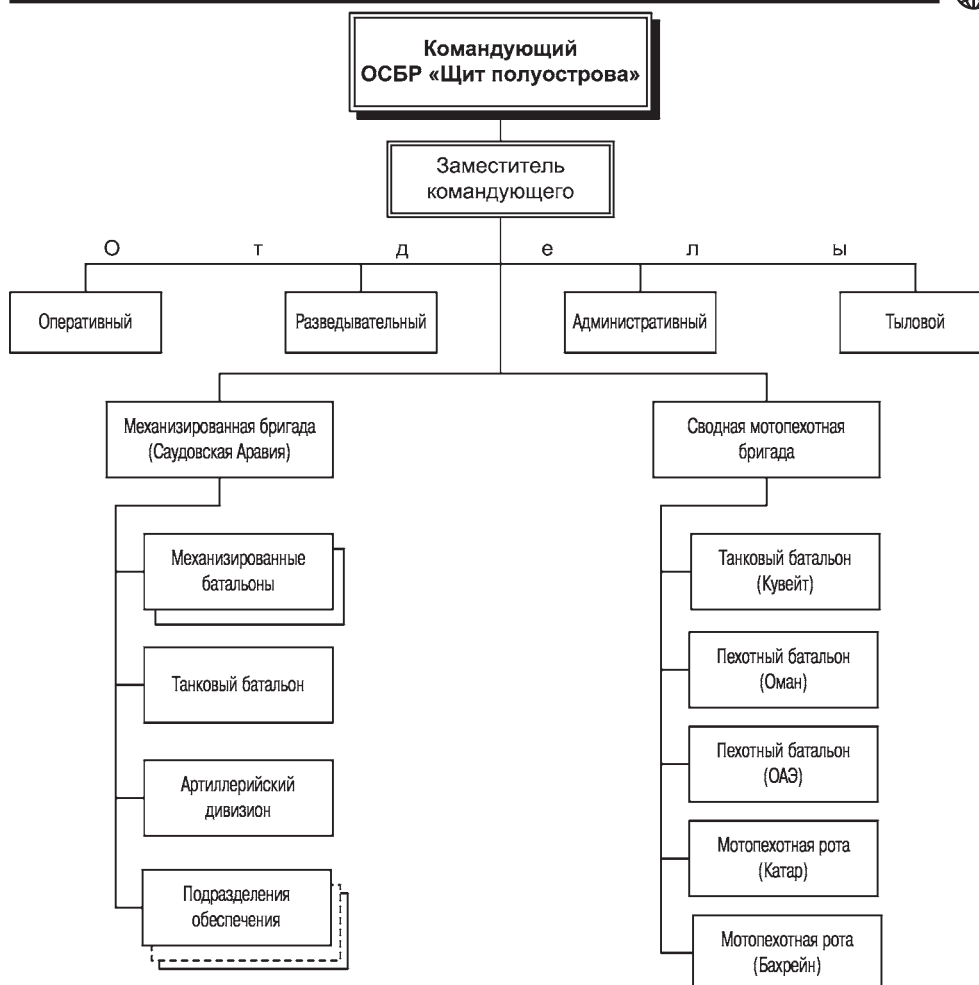 Командующий
ОСБР «Щит полуострова»
Заместитель
командующего
О т д е л ы
Оперативный
Разведывательный
Административный
Тыловой
Механизированная бригада
(Саудовская Аравия)
Механизированные
батальоны
Танковый батальон
Артиллерийский
дивизион
Подразделения
обеспечения
Сводная мотопехотная
бригада
Танковый батальон
(Кувейт)
Пехотный батальон
(Оман)
Пехотный батальон
(ОАЭ)
Мотопехотная рота
(Катар)
Мотопехотная рота
(Бахрейн)